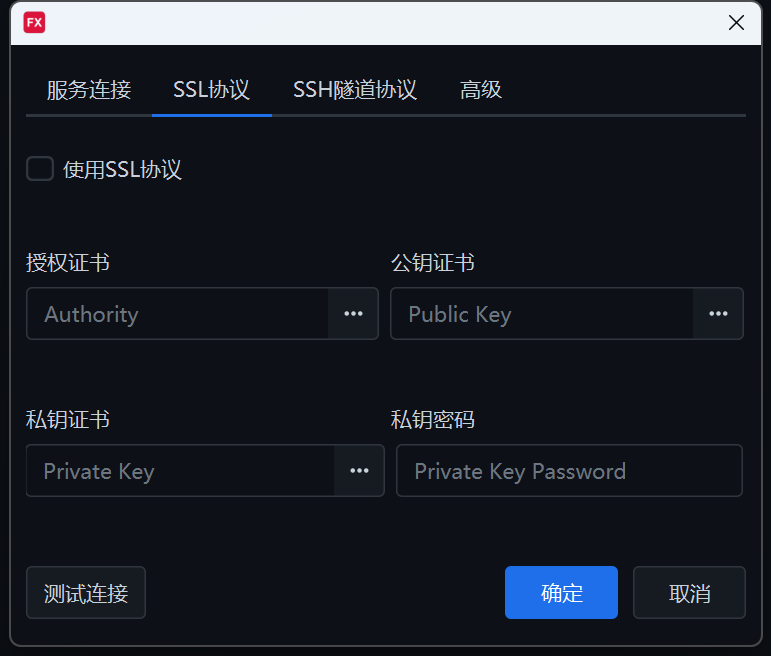 FX
服务连接 SSL协议 SSH隧道协议 高级
使用SSL协议
授权证书 公钥证书
Authority ••• Public Key •••
私钥证书 私钥密码
Private Key ••• Private Key Password
测试连接 确定 取消